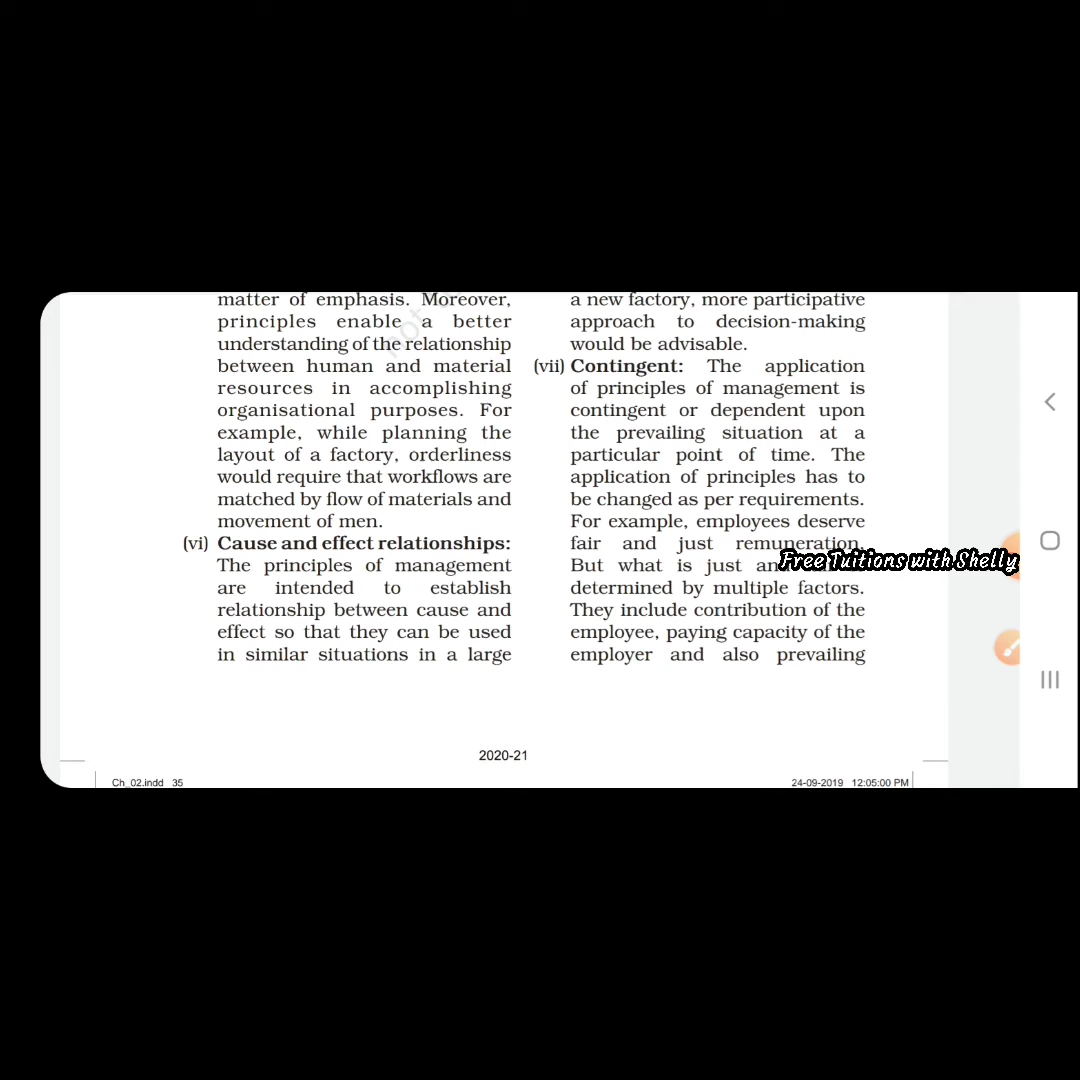 matter of emphasis. Moreover,
principles enable a better
understanding of the relationship
between human and material
resources in accomplishing
organisational purposes. For
example, while planning the
layout of a factory, orderliness
would require that workflows are
matched by flow of materials and
movement of men.
(vi) Cause and effect relationships:
The principles of management
are intended to establish
relationship between cause and
effect so that they can be used
in similar situations in a large
a new factory, more participative
approach to decision-making
would be advisable.
(vii) Contingent: The application
of principles of management is
contingent or dependent upon
the prevailing situation at a
particular point of time. The
application of principles has to
be changed as per requirements.
For example, employees deserve
fair and just remuneration.
But what is just and
determined by multiple factors.
They include contribution of the
employee, paying capacity of the
employer and also prevailing
Free Tuitions with Shelly
not
2020-21
Ch_02.indd 35
24-09-2019 12:05:00 PM